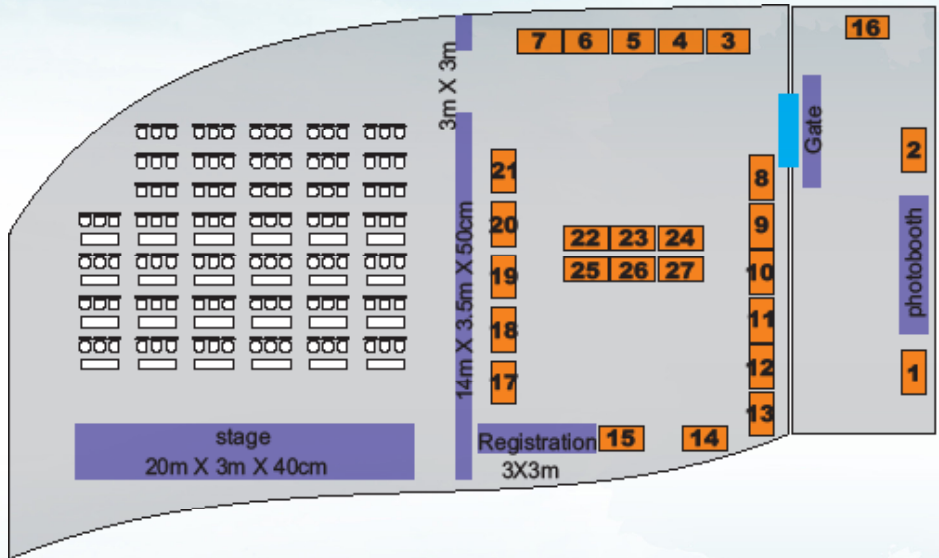 16
7 6 5 4 3
3m X 3m
Gate
2
8
21
20
9
22 23 24
14m X 3.5m X 50cm
19
25 26 27
10
photobooth
18
11
1
17
12
13
stage
20m X 3m X 40cm
Registration
3X3m
15
14